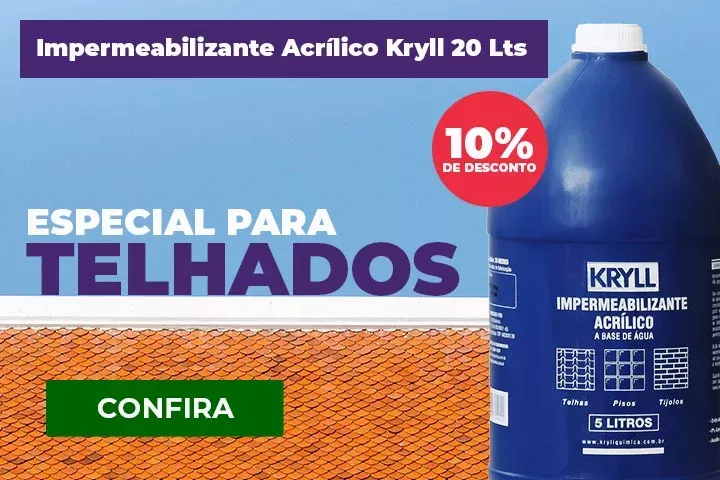 Impermeabilizante Acrílico Kryll 20 Lts
10%
DE DESCONTO
ESPECIAL PARA
TELHADOS
CONFIRA
KRYLL
IMPERMEABILIZANTE
ACRÍLICO
A BASE DE ÁGUA
Telhas Pisos Tijolos
5 LITROS
www.kryllquimica.com.br